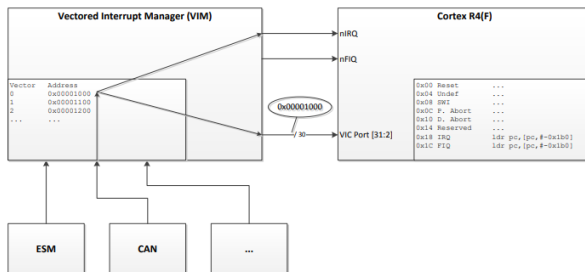 Vectored Interrupt Manager (VIM)
Cortex R4(F)
nIRQ
nFIQ
Vector Address
0 0x00001000
1 0x00001100
2 0x00001200
... ...
0x00001000
/ 30
VIC Port [31:2]
0x00 Reset ...
0x04 Undef ...
0x08 SWI ...
0x0C P. Abort ...
0x10 D. Abort ...
0x14 Reserved ...
0x18 IRQ ldr pc,[pc,#-0x1b0]
0x1C FIQ ldr pc,[pc,#-0x1b0]
ESM
CAN
...